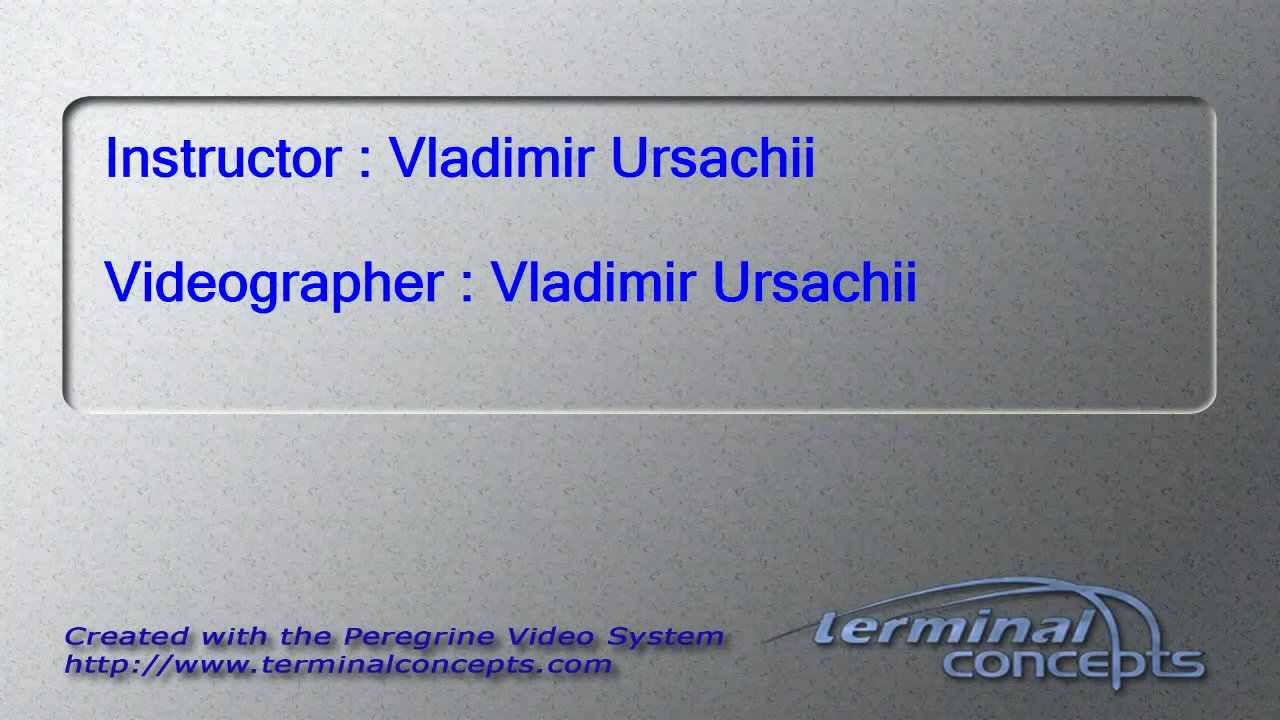 Instructor : Vladimir Ursachii
Videographer : Vladimir Ursachii
Created with the Peregrine Video System
http://www.terminalconcepts.com
terminal
concepts